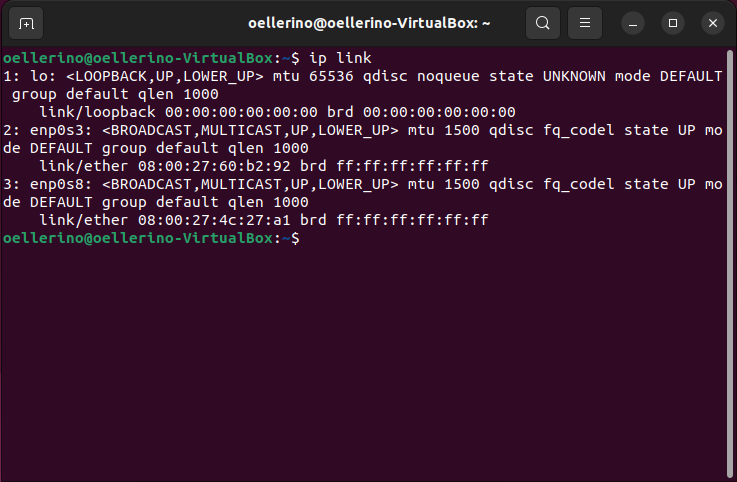 oellerino@oellerino-VirtualBox: ~
oellerino@oellerino-VirtualBox:~$ ip link
1: lo: <LOOPBACK,UP,LOWER_UP> mtu 65536 qdisc noqueue state UNKNOWN mode DEFAULT
 group default qlen 1000
    link/loopback 00:00:00:00:00:00 brd 00:00:00:00:00:00
2: enp0s3: <BROADCAST,MULTICAST,UP,LOWER_UP> mtu 1500 qdisc fq_codel state UP mo
de DEFAULT group default qlen 1000
    link/ether 08:00:27:60:b2:92 brd ff:ff:ff:ff:ff:ff
3: enp0s8: <BROADCAST,MULTICAST,UP,LOWER_UP> mtu 1500 qdisc fq_codel state UP mo
de DEFAULT group default qlen 1000
    link/ether 08:00:27:4c:27:a1 brd ff:ff:ff:ff:ff:ff
oellerino@oellerino-VirtualBox:~$